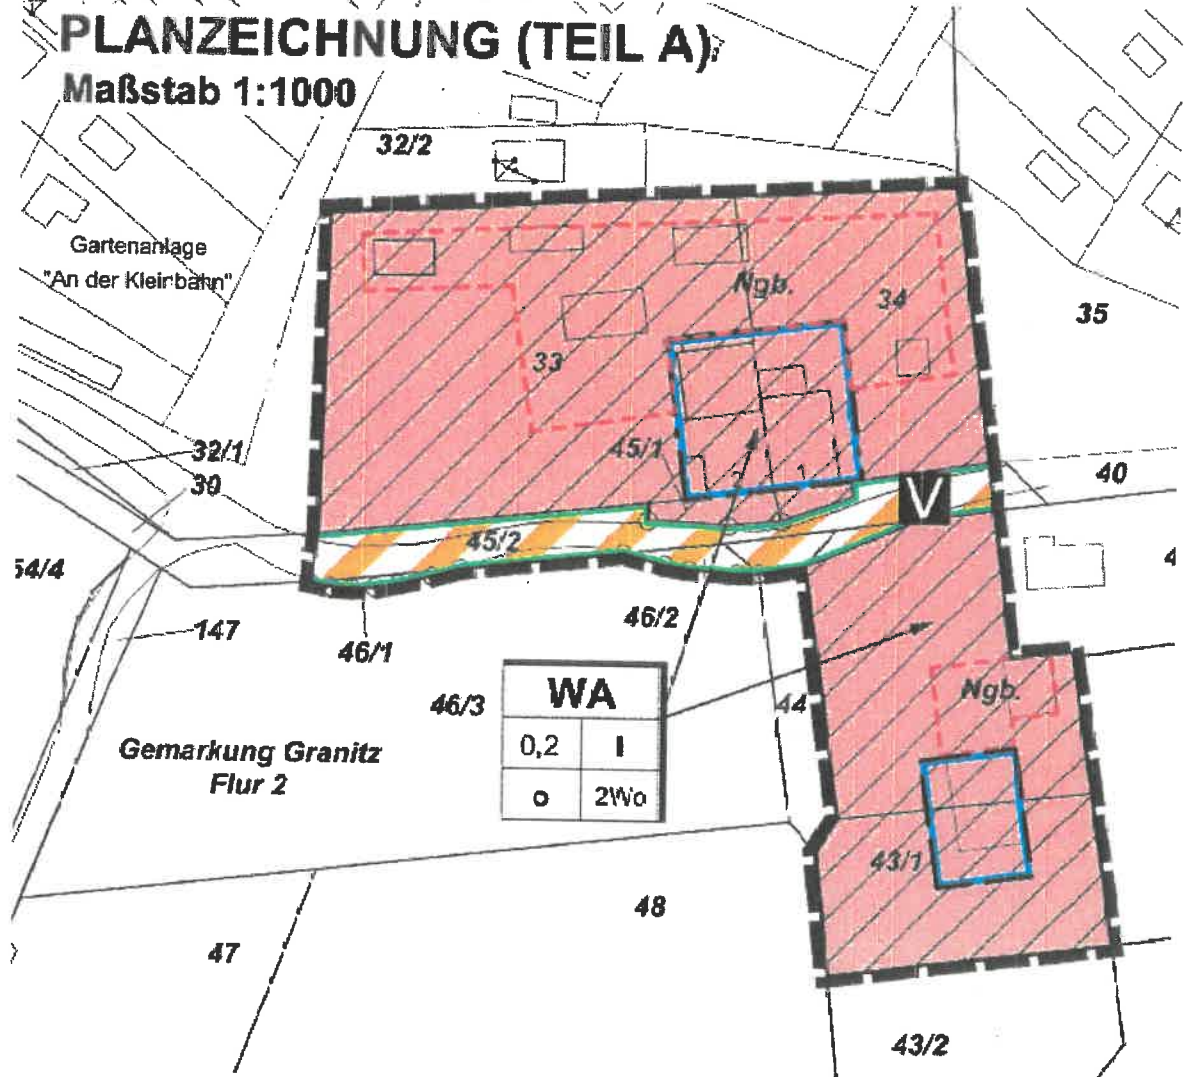 PLANZEICHNUNG (TEIL A)
Maßstab 1:1000
32/2
Gartenanlage
"An der Kleinbahn"
Ngb.
34
35
33
32/1
30
45/1
40
V
45/2
54/4
147
46/1
46/2
46/3
WA
0,2
I
o
2Wo
44
Ngb.
Gemarkung Granitz
Flur 2
43/1
48
47
43/2